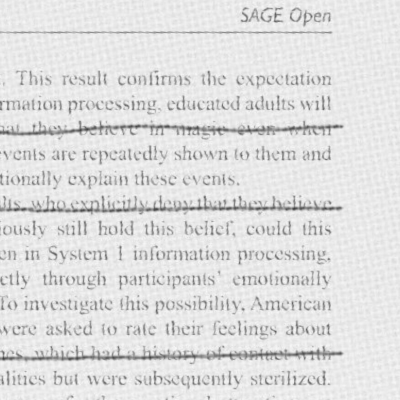 SAGE Open
. This result confirms the expectation
rmation processing, educated adults will
hat they believe in magic even when
events are repeatedly shown to them and
tionally explain these events.
lts, who explicitly deny that they believe
iously still hold this belief, could this
en in System 1 information processing,
ctly through participants' emotionally
To investigate this possibility, American
were asked to rate their feelings about
nes, which had a history of contact with
alities but were subsequently sterilized.